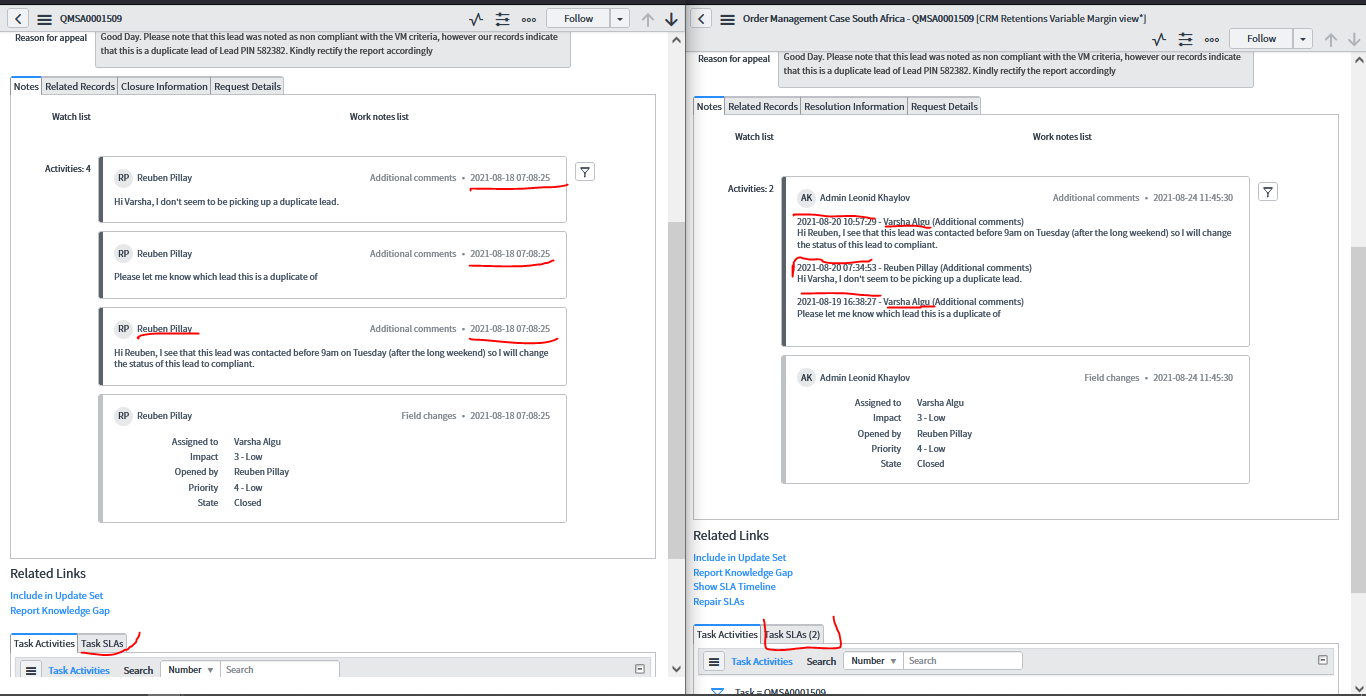 QMSA0001509
Follow
Reason for appeal
Good Day. Please note that this lead was noted as non compliant with the VM criteria, however our records indicate
that this is a duplicate lead of Lead PIN 582382. Kindly rectify the report accordingly
Notes
Related Records
Closure Information
Request Details
Watch list
Work notes list
Activities: 4
RP
Reuben Pillay
Additional comments • 2021-08-18 07:08:25
Hi Varsha, I don't seem to be picking up a duplicate lead.
RP
Reuben Pillay
Additional comments • 2021-08-18 07:08:25
Please let me know which lead this is a duplicate of
RP
Reuben Pillay
Additional comments • 2021-08-18 07:08:25
Hi Reuben, I see that this lead was contacted before 9am on Tuesday (after the long weekend) so I will change
the status of this lead to compliant.
RP
Reuben Pillay
Field changes • 2021-08-18 07:08:25
Assigned to Varsha Algu
Impact 3 - Low
Opened by Reuben Pillay
Priority 4 - Low
State Closed
Related Links
Include in Update Set
Report Knowledge Gap
Task Activities
Task SLAs
Task Activities
Search
Number
Search
Order Management Case South Africa - QMSA0001509 [CRM Retentions Variable Margin view*]
Follow
Reason for appeal
Good Day. Please note that this lead was noted as non compliant with the VM criteria, however our records indicate
that this is a duplicate lead of Lead PIN 582382. Kindly rectify the report accordingly
Notes
Related Records
Resolution Information
Request Details
Watch list
Work notes list
Activities: 2
AK
Admin Leonid Khaylov
Additional comments • 2021-08-24 11:45:30
2021-08-20 10:57:29 - Varsha Algu (Additional comments)
Hi Reuben, I see that this lead was contacted before 9am on Tuesday (after the long weekend) so I will change
the status of this lead to compliant.
2021-08-20 07:34:53 - Reuben Pillay (Additional comments)
Hi Varsha, I don't seem to be picking up a duplicate lead.
2021-08-19 16:38:27 - Varsha Algu (Additional comments)
Please let me know which lead this is a duplicate of
AK
Admin Leonid Khaylov
Field changes • 2021-08-24 11:45:30
Assigned to Varsha Algu
Impact 3 - Low
Opened by Reuben Pillay
Priority 4 - Low
State Closed
Related Links
Include in Update Set
Report Knowledge Gap
Show SLA Timeline
Repair SLAs
Task Activities
Task SLAs (2)
Task Activities
Search
Number
Search
Task = QMSA0001509